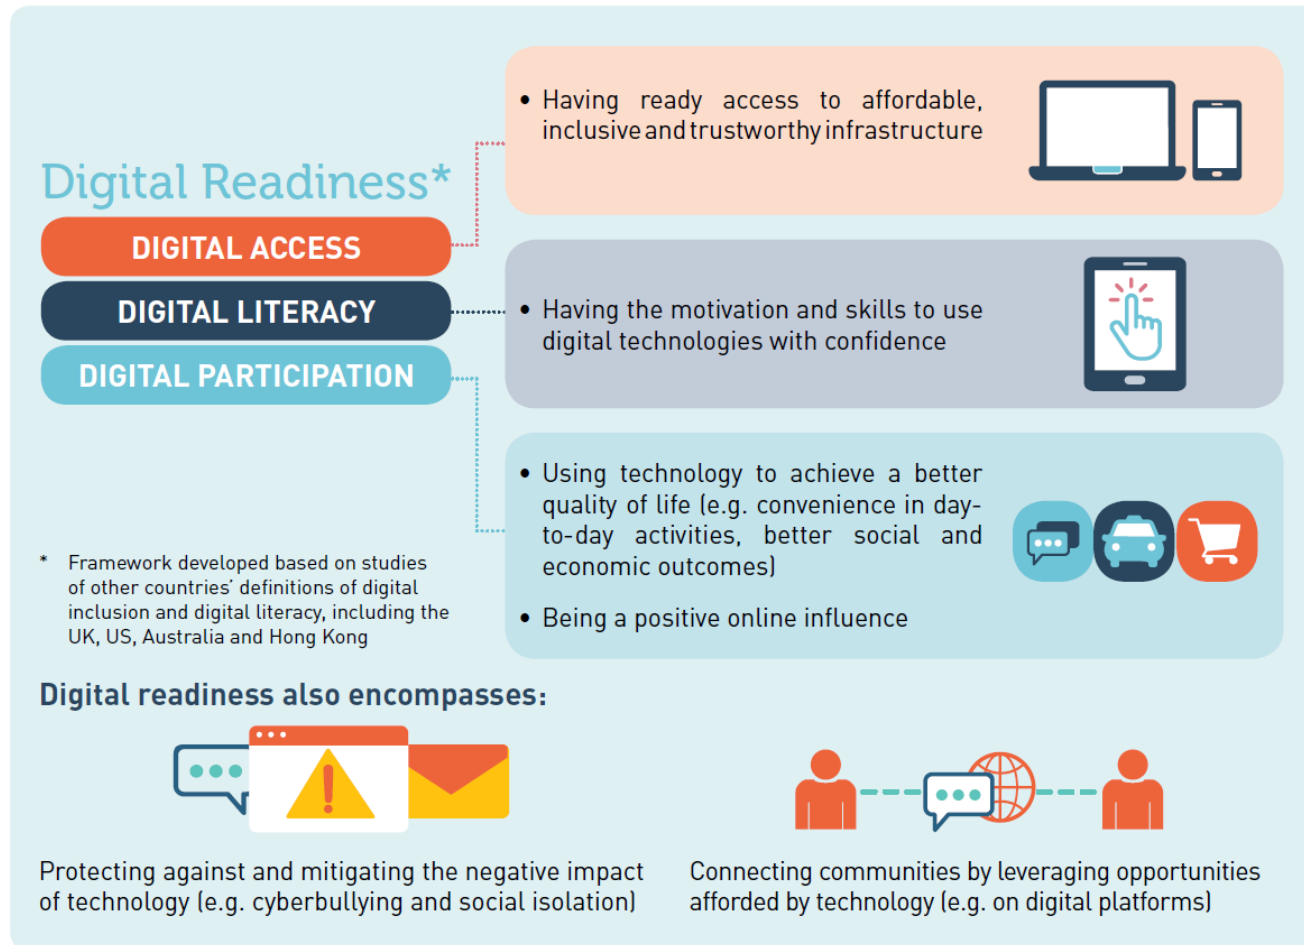 Digital Readiness*
DIGITAL ACCESS
DIGITAL LITERACY
DIGITAL PARTICIPATION
• Having ready access to affordable,
inclusive and trustworthy infrastructure
• Having the motivation and skills to use
digital technologies with confidence
• Using technology to achieve a better
quality of life (e.g. convenience in day-
to-day activities, better social and
economic outcomes)
• Being a positive online influence
* Framework developed based on studies
of other countries’ definitions of digital
inclusion and digital literacy, including the
UK, US, Australia and Hong Kong
Digital readiness also encompasses:
Protecting against and mitigating the negative impact
of technology (e.g. cyberbullying and social isolation)
Connecting communities by leveraging opportunities
afforded by technology (e.g. on digital platforms)